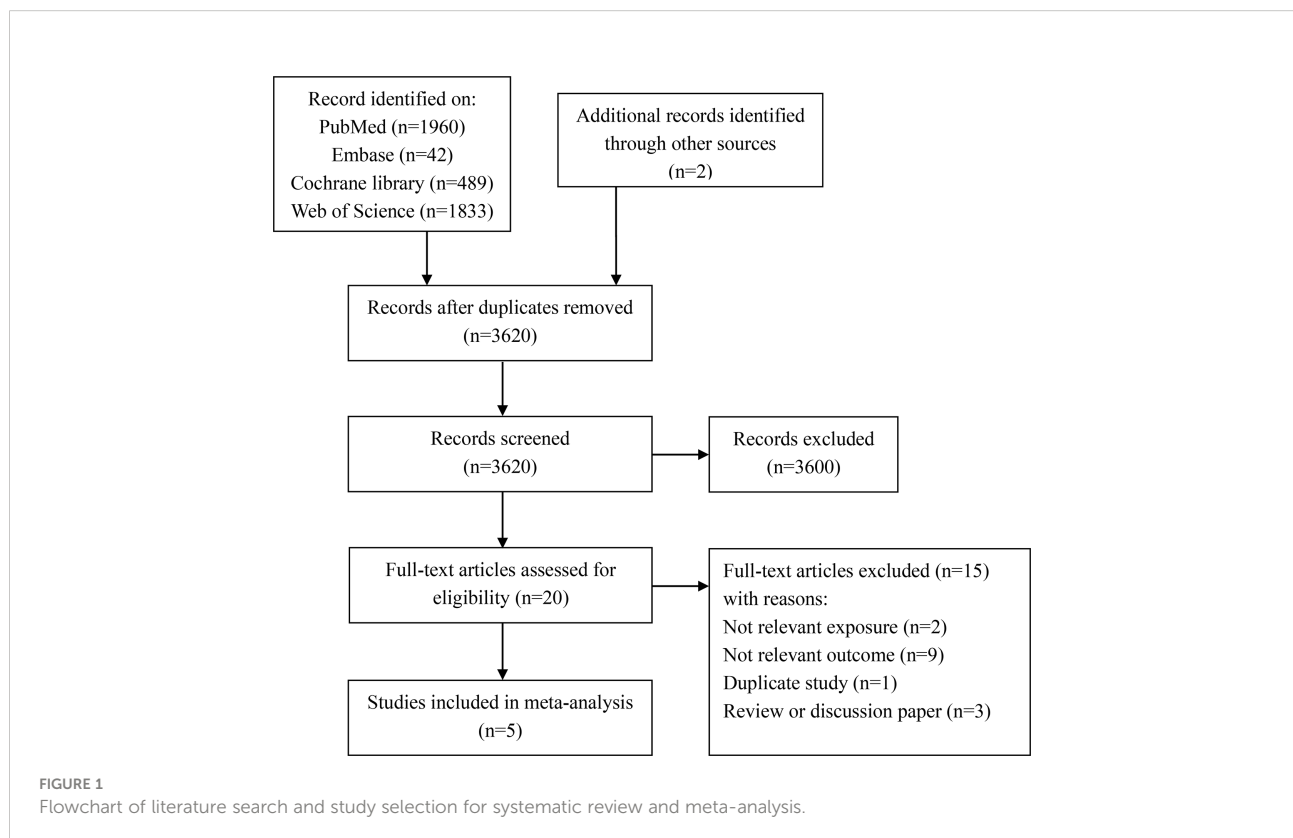 Record identified on:
PubMed (n=1960)
Embase (n=42)
Cochrane library (n=489)
Web of Science (n=1833)
Additional records identified
through other sources
(n=2)
Records after duplicates removed
(n=3620)
Records screened
(n=3620)
Records excluded
(n=3600)
Full-text articles assessed for
eligibility (n=20)
Full-text articles excluded (n=15)
with reasons:
Not relevant exposure (n=2)
Not relevant outcome (n=9)
Duplicate study (n=1)
Review or discussion paper (n=3)
Studies included in meta-analysis
(n=5)
FIGURE 1
Flowchart of literature search and study selection for systematic review and meta-analysis.